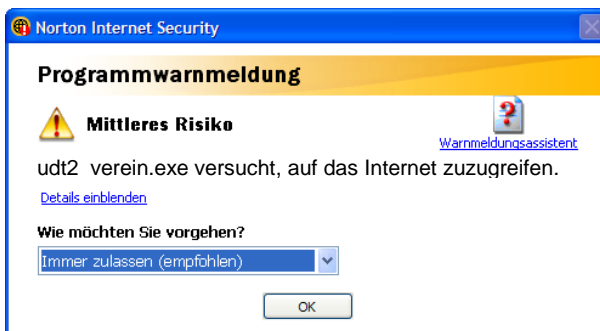 Norton Internet Security
Programmwarnmeldung
Mittleres Risiko
Warnmeldungsassistent
udt2 verein.exe versucht, auf das Internet zuzugreifen.
Details einblenden
Wie möchten Sie vorgehen?
Immer zulassen (empfohlen)
OK